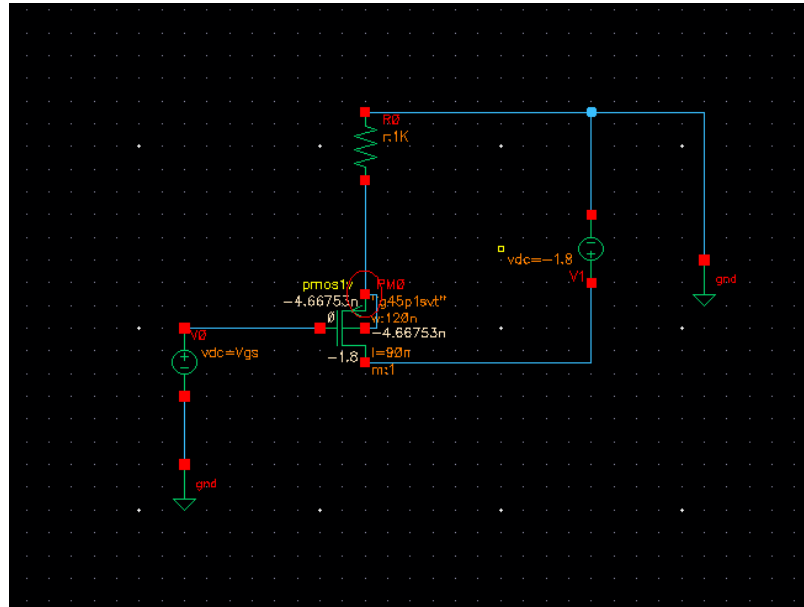 R0
r:1K
vdc=-1.8
V1
gnd
pmos1v PM0
-4.66753n "g45p1svt"
0 w:120n
-4.66753n
V0
vdc=Vgs
-1.8 l=90n
m:1
gnd